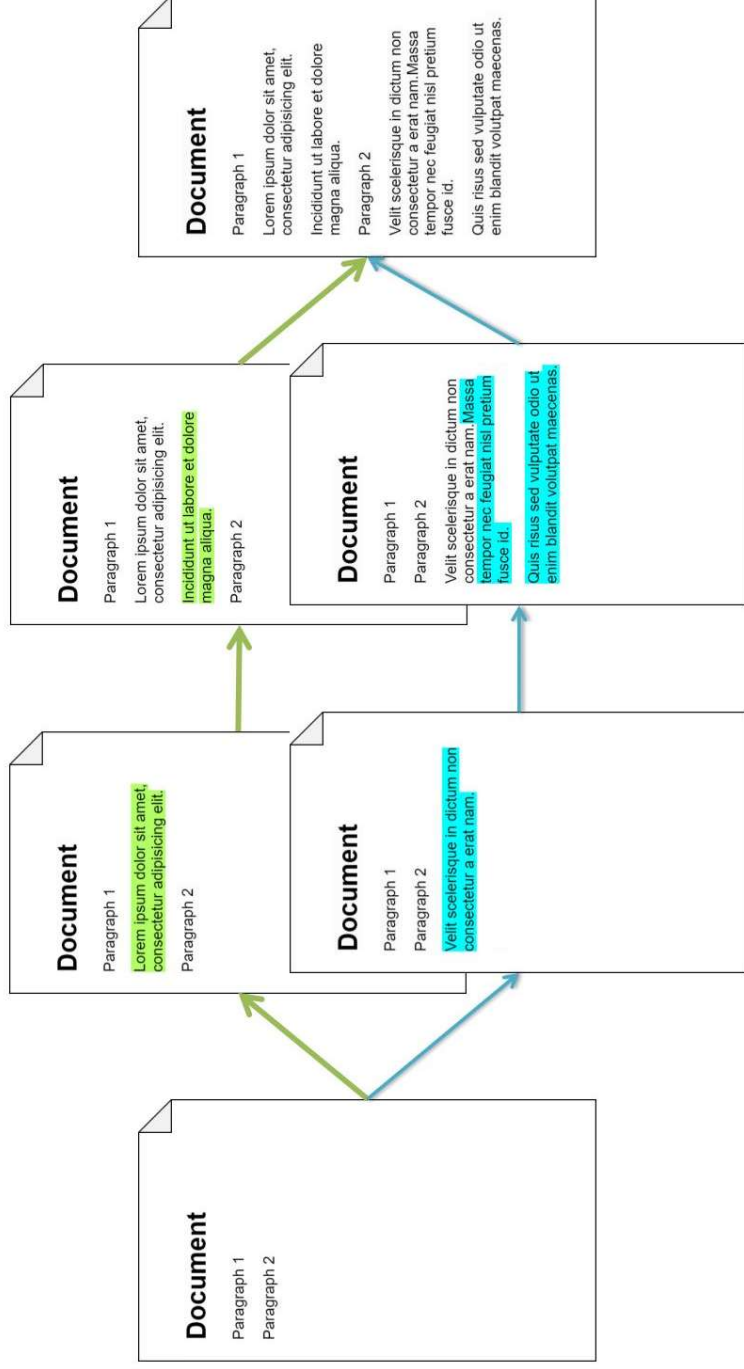 Document
Paragraph 1
Paragraph 2
Document
Paragraph 1
Lorem ipsum dolor sit amet,
consectetur adipisicing elit.
Paragraph 2
Document
Paragraph 1
Paragraph 2
Velit scelerisque in dictum non
consectetur a erat nam.
Document
Paragraph 1
Lorem ipsum dolor sit amet,
consectetur adipisicing elit.
Incididunt ut labore et dolore
magna aliqua.
Paragraph 2
Document
Paragraph 1
Paragraph 2
Velit scelerisque in dictum non
consectetur a erat nam.Massa
tempor nec feugiat nisl pretium
fusce id.
Quis risus sed vulputate odio ut
enim blandit volutpat maecenas.
Document
Paragraph 1
Lorem ipsum dolor sit amet,
consectetur adipisicing elit.
Incididunt ut labore et dolore
magna aliqua.
Paragraph 2
Velit scelerisque in dictum non
consectetur a erat nam.Massa
tempor nec feugiat nisl pretium
fusce id.
Quis risus sed vulputate odio ut
enim blandit volutpat maecenas.